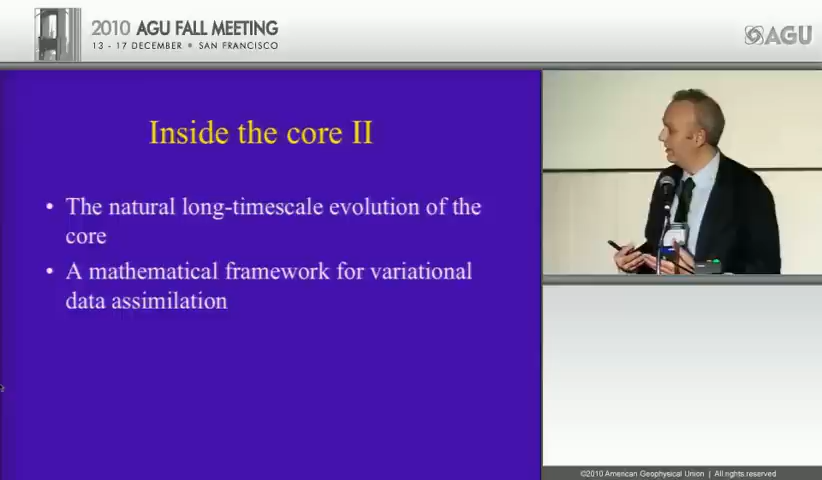 2010 AGU FALL MEETING
13 - 17 DECEMBER • SAN FRANCISCO
AGU
Inside the core II
• The natural long-timescale evolution of the
core
• A mathematical framework for variational
data assimilation
©2010 American Geophysical Union | All rights reserved